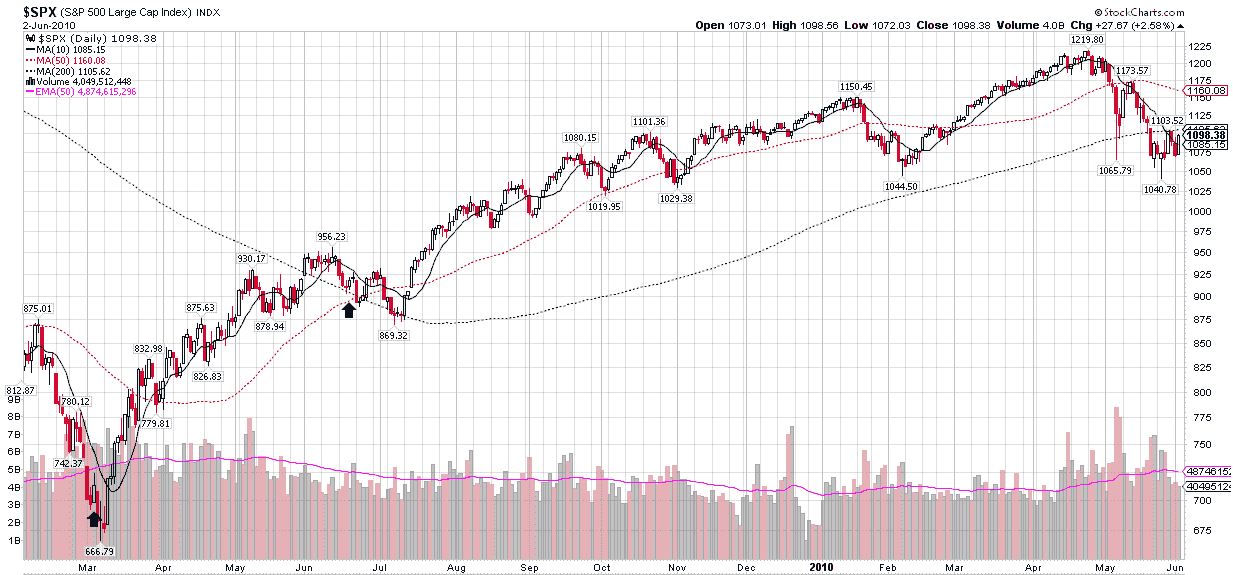 $SPX (S&P 500 Large Cap Index) INDX
© StockCharts.com
2-Jun-2010
Open 1073.01 High 1098.56 Low 1072.03 Close 1098.38 Volume 4.0B Chg +27.67 (+2.58%)
$SPX (Daily) 1098.38
MA(10) 1085.15
MA(50) 1160.08
MA(200) 1105.62
Volume 4,049,512,448
EMA(50) 4,874,615,296
875.01
812.87
780.12
742.37
666.79
832.98
779.81
875.63
826.83
930.17
878.94
956.23
869.32
1080.15
1019.95
1101.36
1029.38
1150.45
1044.50
1219.80
1173.57
1065.79
1103.52
1040.78
1225
1200
1175
1160.08
1150
1125
1100
1098.38
1085.15
1075
1050
1025
1000
975
950
925
900
875
850
825
800
775
750
4874615
4049512
700
675
9B
8B
7B
6B
5B
4B
3B
2B
1B
Mar Apr May Jun Jul Aug Sep Oct Nov Dec 2010 Feb Mar Apr May Jun